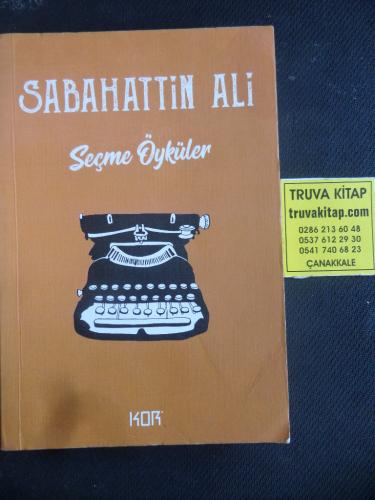 SABAHATTİN ALİ
Seçme Öyküler
KOR
TRUVA KİTAP
truvakitap.com
0286 213 60 48
0537 612 29 30
0541 740 68 23
ÇANAKKALE